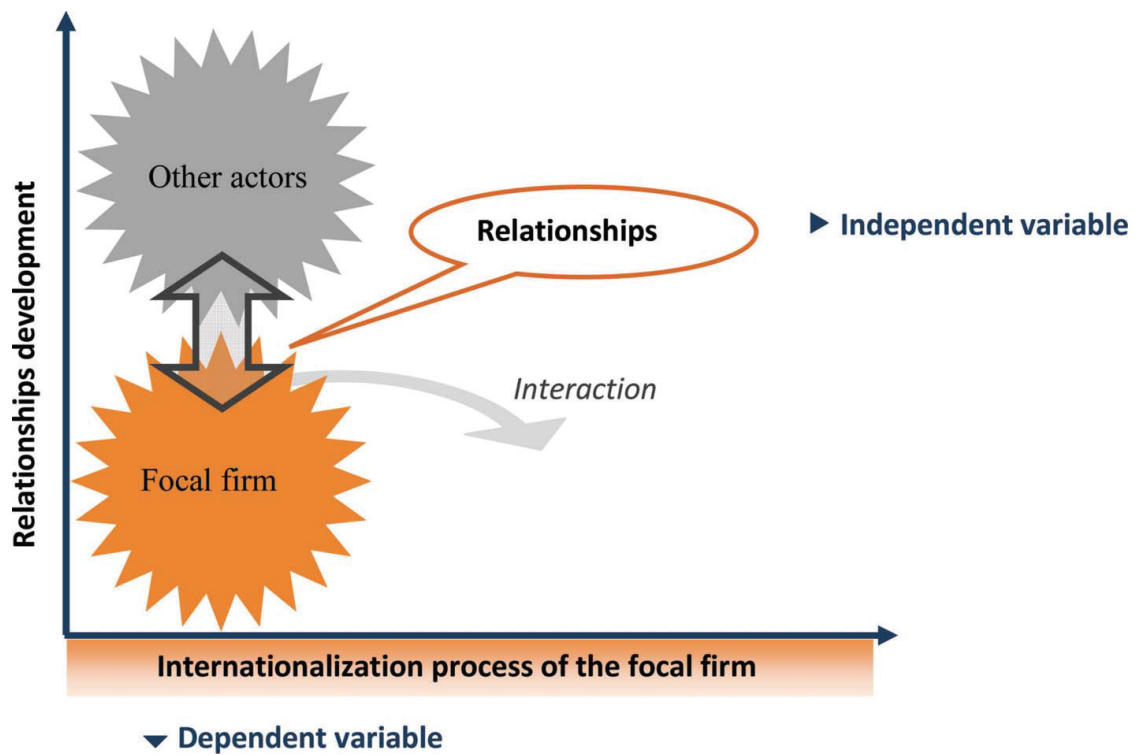 Relationships development
Other actors
Relationships
Independent variable
Interaction
Focal firm
Internationalization process of the focal firm
Dependent variable